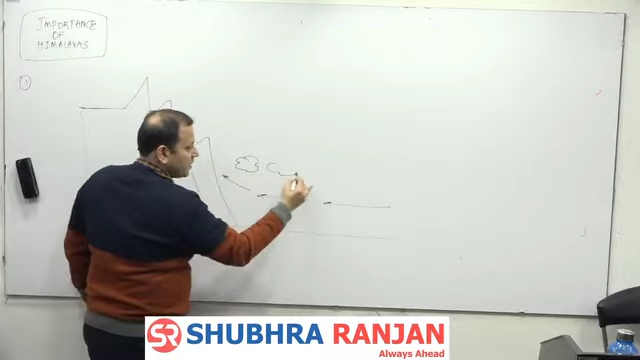 IMPORTANCE
OF
HIMALAYAS
①
SR SHUBHRA RANJAN
Always Ahead